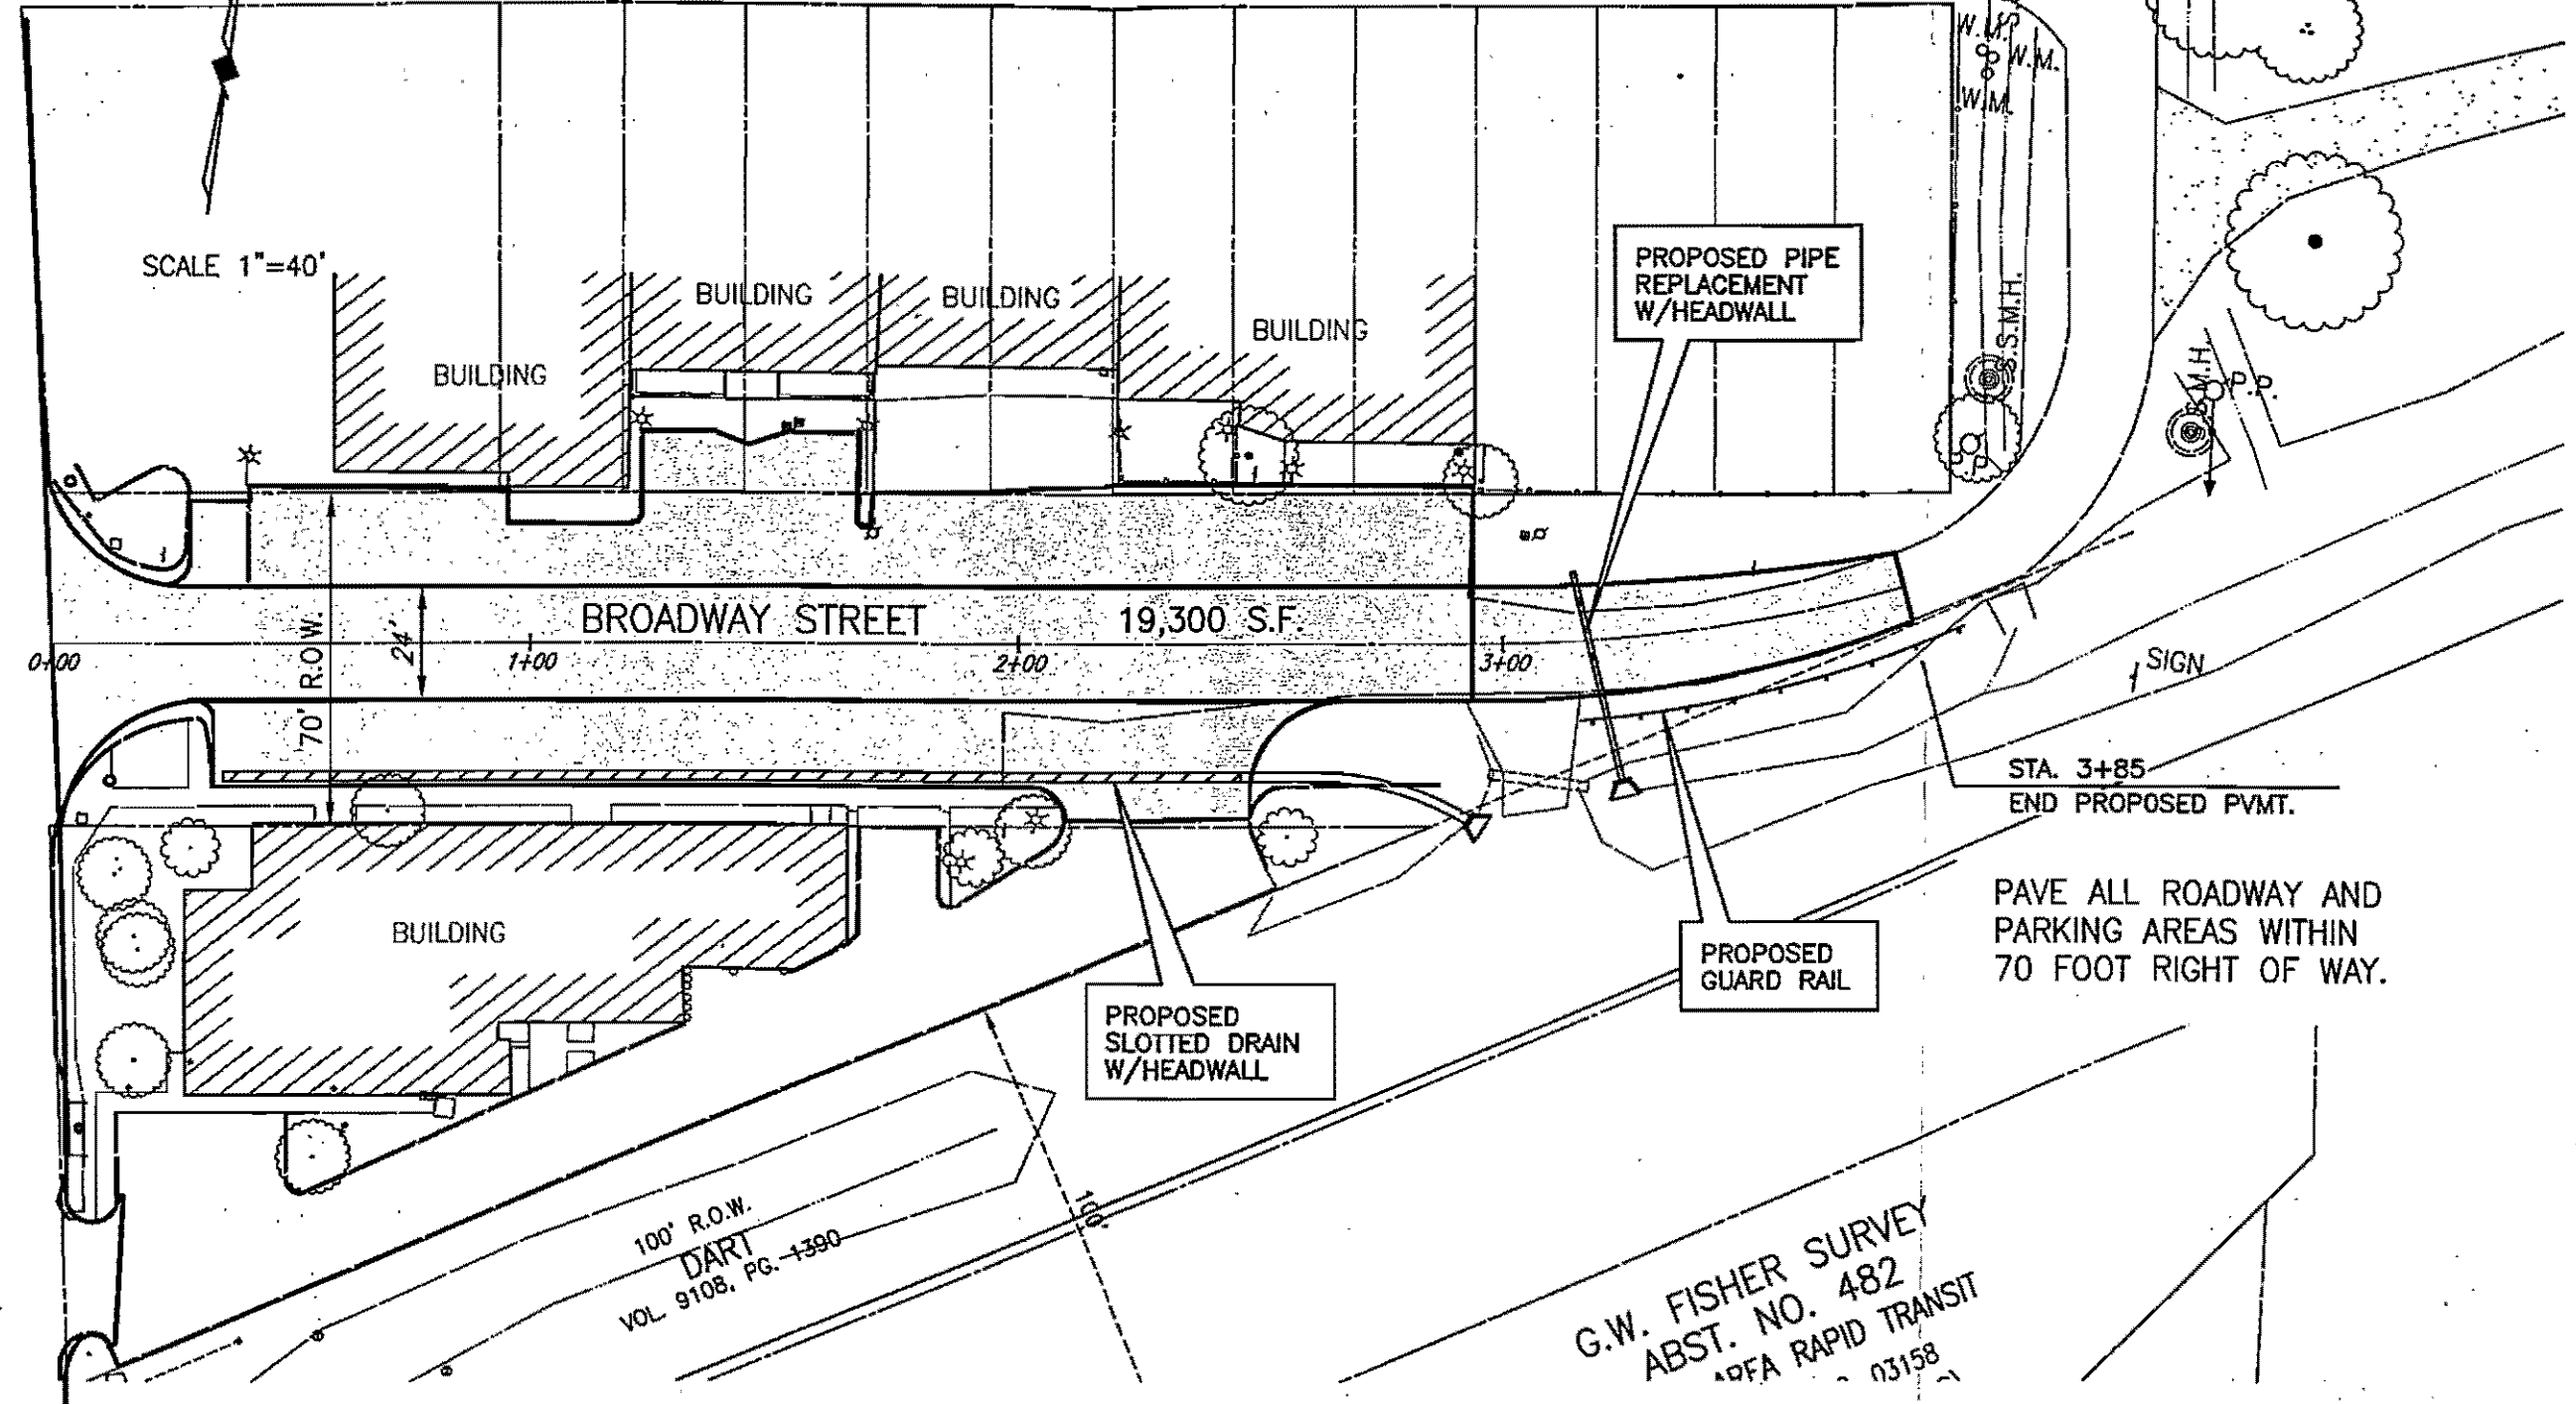 W.M.
W.M.
W.M.
SCALE 1"=40'
PROPOSED PIPE
REPLACEMENT
W/HEADWALL
BUILDING
BUILDING
BUILDING
BUILDING
S.S.M.H.
P.P.
BROADWAY STREET
19,300 S.F.
70' R.O.W.
24'
0+00
1+00
2+00
3+00
SIGN
STA. 3+85
END PROPOSED PVMT.
PAVE ALL ROADWAY AND
PARKING AREAS WITHIN
70 FOOT RIGHT OF WAY.
BUILDING
PROPOSED
GUARD RAIL
PROPOSED
SLOTTED DRAIN
W/HEADWALL
100'
100' R.O.W.
DART
VOL. 9108, PG. 1390
G.W. FISHER SURVEY
ABST. NO. 482
AREA RAPID TRANSIT
03158